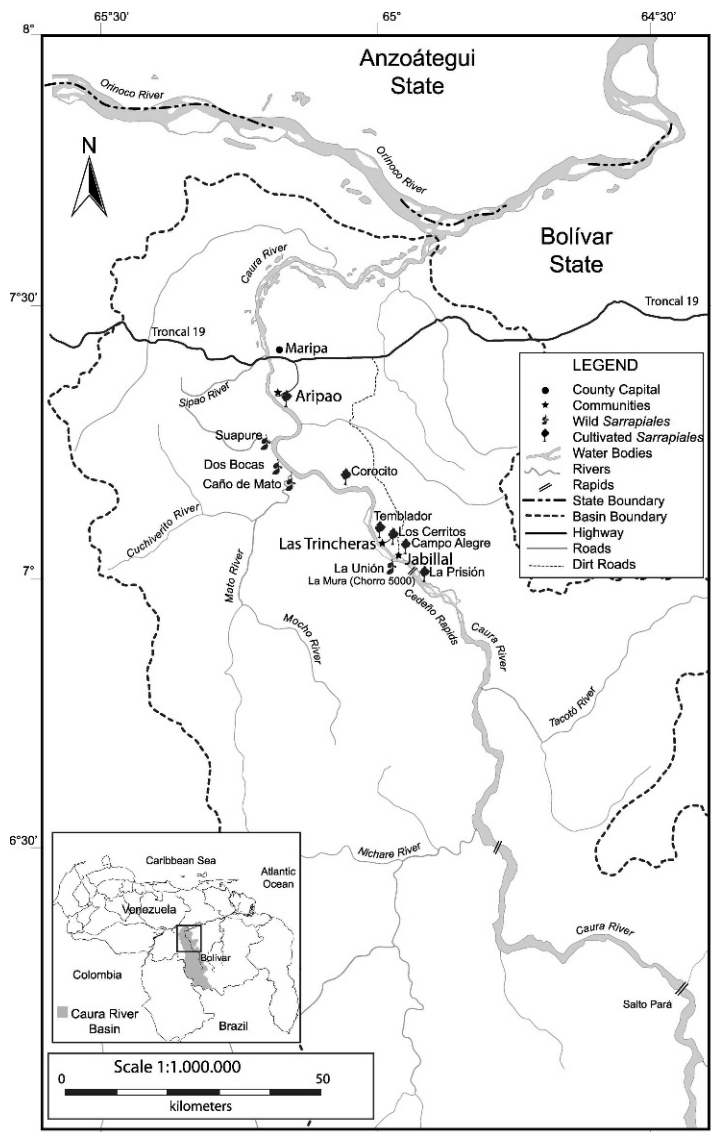 65°30' 65° 64°30'
8°
Anzoátegui
State
Orinoco River
N
Orinoco River
Bolívar
State
Caura River
7°30'
Troncal 19
Troncal 19
Maripa
LEGEND
County Capital
Communities
Wild Sarrapiales
Cultivated Sarrapiales
Water Bodies
Rivers
Rapids
State Boundary
Basin Boundary
Highway
Roads
Dirt Roads
Sipao River
Aripao
Suapure
Dos Bocas
Caño de Mato
Corocito
Cuchiverito River
Temblador
Los Cerritos
Las Trincheras
Campo Alegre
Jabillal
La Unión
La Prisión
La Mura (Chorro 5000)
7°
Mato River
Cedeño Rapids
Mocho River
Caura River
Tacotó River
6°30'
Nichare River
Caura River
Salto Pará
Caribbean Sea
Atlantic
Ocean
Venezuela
Bolívar
Colombia
Caura River
Basin
Brazil
Scale 1:1.000.000
0 50
kilometers